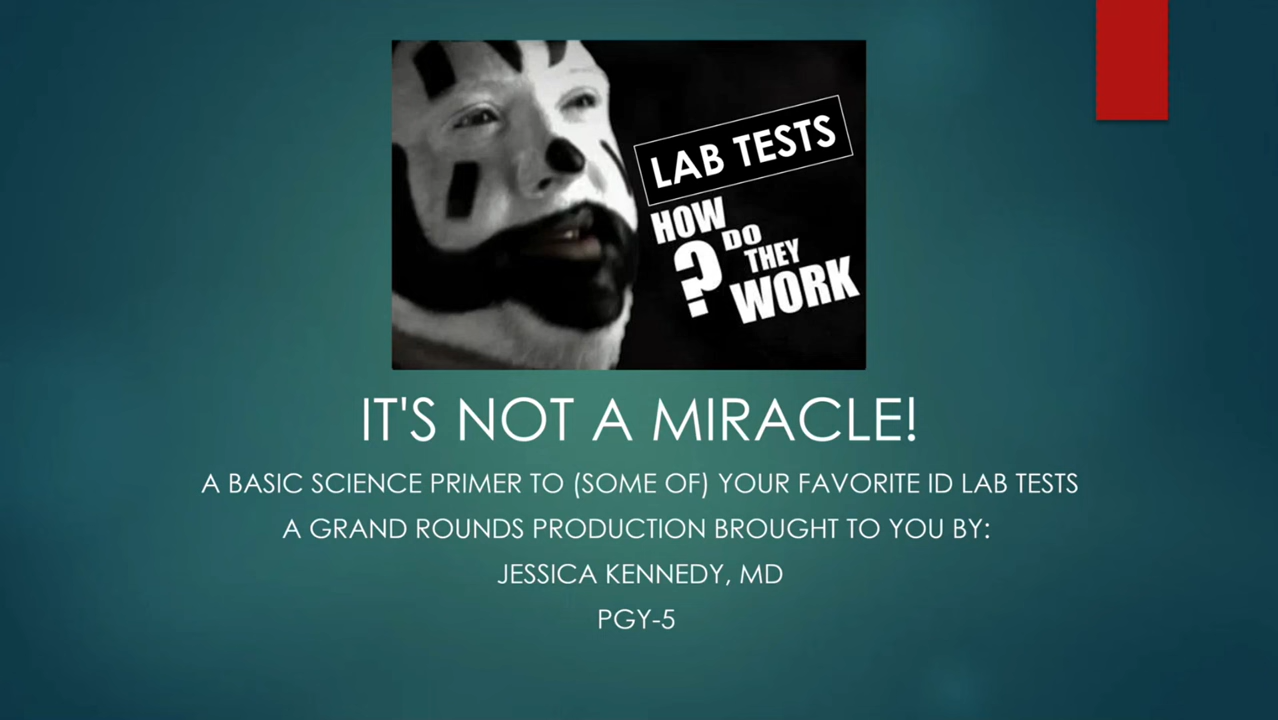 LAB TESTS
HOW
DO
THEY
?
WORK
IT'S NOT A MIRACLE!
A BASIC SCIENCE PRIMER TO (SOME OF) YOUR FAVORITE ID LAB TESTS
A GRAND ROUNDS PRODUCTION BROUGHT TO YOU BY:
JESSICA KENNEDY, MD
PGY-5